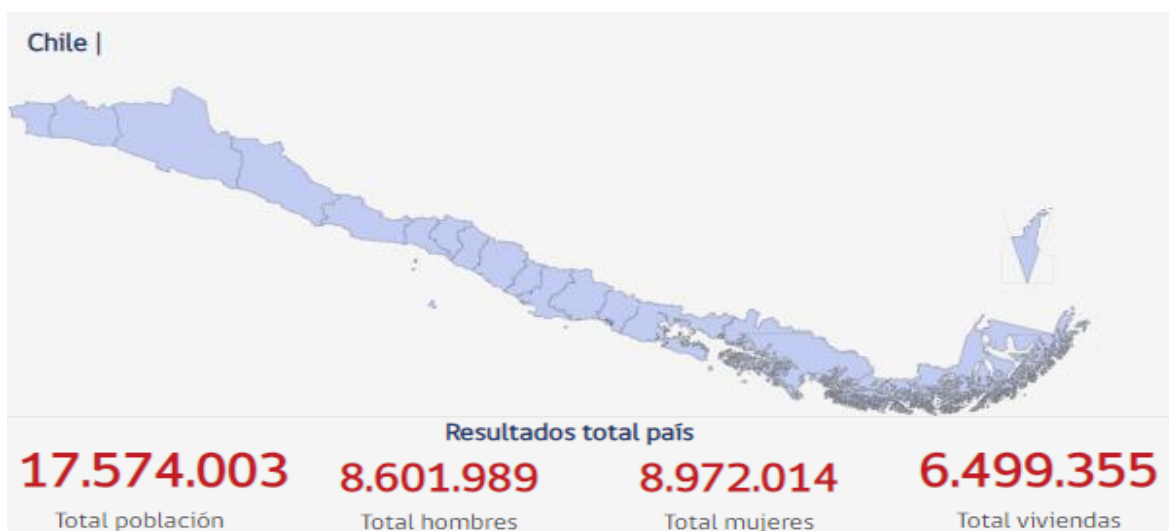 Chile |
Resultados total país
17.574.003 8.601.989 8.972.014 6.499.355
Total población Total hombres Total mujeres Total viviendas